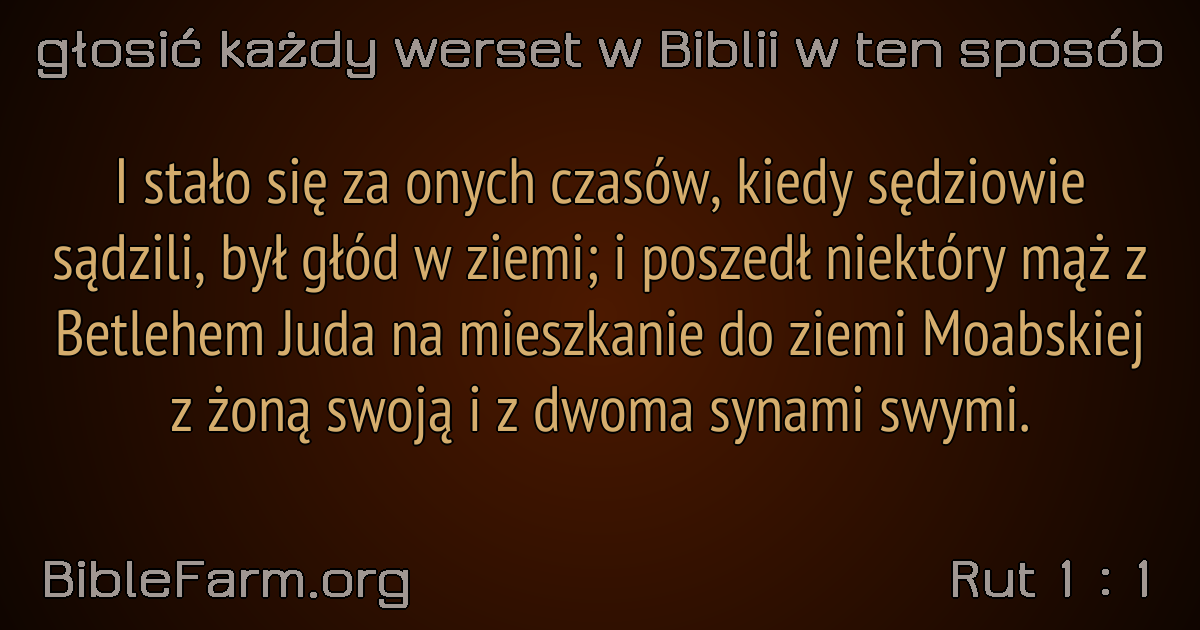 głosić każdy werset w Biblii w ten sposób
I stało się za onych czasów, kiedy sędziowie
sądzili, był głód w ziemi; i poszedł niektóry mąż z
Betlehem Juda na mieszkanie do ziemi Moabskiej
z żoną swoją i z dwoma synami swymi.
BibleFarm.org
Rut 1 : 1